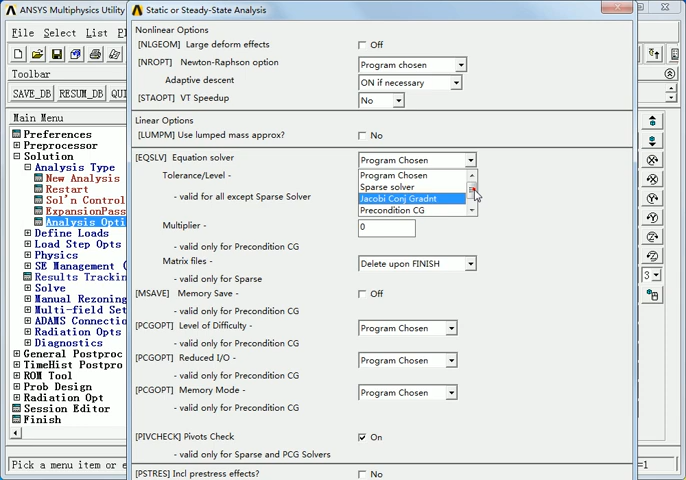 ANSYS Multiphysics Utility
File Select List
Toolbar
SAVE_DB RESUM_DB
Main Menu
Preferences
Preprocessor
Solution
Analysis Type
New Analysis
Restart
Sol'n Control
ExpansionPass
Analysis Opti
Define Loads
Load Step Opts
Physics
SE Management (
Results Trackin
Solve
Manual Rezoning
Multi-field Set
ADAMS Connectio
Radiation Opts
Diagnostics
General Postproc
TimeHist Postpro
ROM Tool
Prob Design
Radiation Opt
Session Editor
Finish
Pick a menu item or e
Static or Steady-State Analysis
Nonlinear Options
[NLGEOM] Large deform effects Off
[NROPT] Newton-Raphson option Program chosen
Adaptive descent ON if necessary
[STAOPT] VT Speedup No
Linear Options
[LUMPM] Use lumped mass approx? No
[EQSLV] Equation solver Program Chosen
Tolerance/Level - Program Chosen
Sparse solver
- valid for all except Sparse Solver Jacobi Conj Gradnt
Precondition CG
Multiplier - 0
- valid only for Precondition CG
Matrix files - Delete upon FINISH
- valid only for Sparse
[MSAVE] Memory Save - Off
- valid only for Precondition CG
[PCGOPT] Level of Difficulty - Program Chosen
- valid only for Precondition CG
[PCGOPT] Reduced I/O - Program Chosen
- valid only for Precondition CG
[PCGOPT] Memory Mode - Program Chosen
- valid only for Precondition CG
[PIVCHECK] Pivots Check On
- valid only for Sparse and PCG Solvers
[PSTRES] Incl prestress effects? No
3
=1